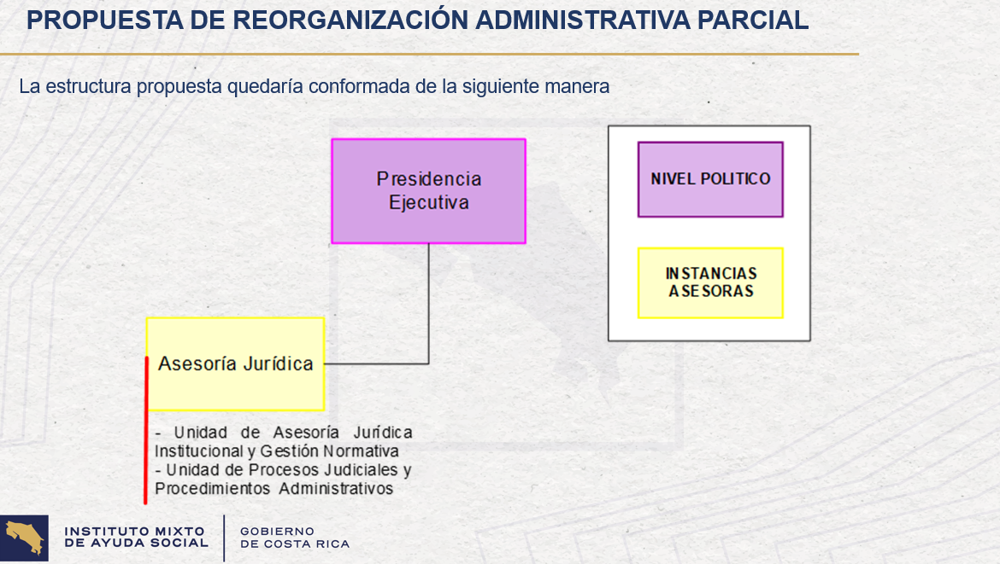 PROPUESTA DE REORGANIZACIÓN ADMINISTRATIVA PARCIAL
La estructura propuesta quedaría conformada de la siguiente manera
Presidencia
Ejecutiva
NIVEL POLITICO
INSTANCIAS
ASESORAS
Asesoría Jurídica
- Unidad de Asesoría Jurídica
Institucional y Gestión Normativa
- Unidad de Procesos Judiciales y
Procedimientos Administrativos
INSTITUTO MIXTO
DE AYUDA SOCIAL
GOBIERNO
DE COSTA RICA